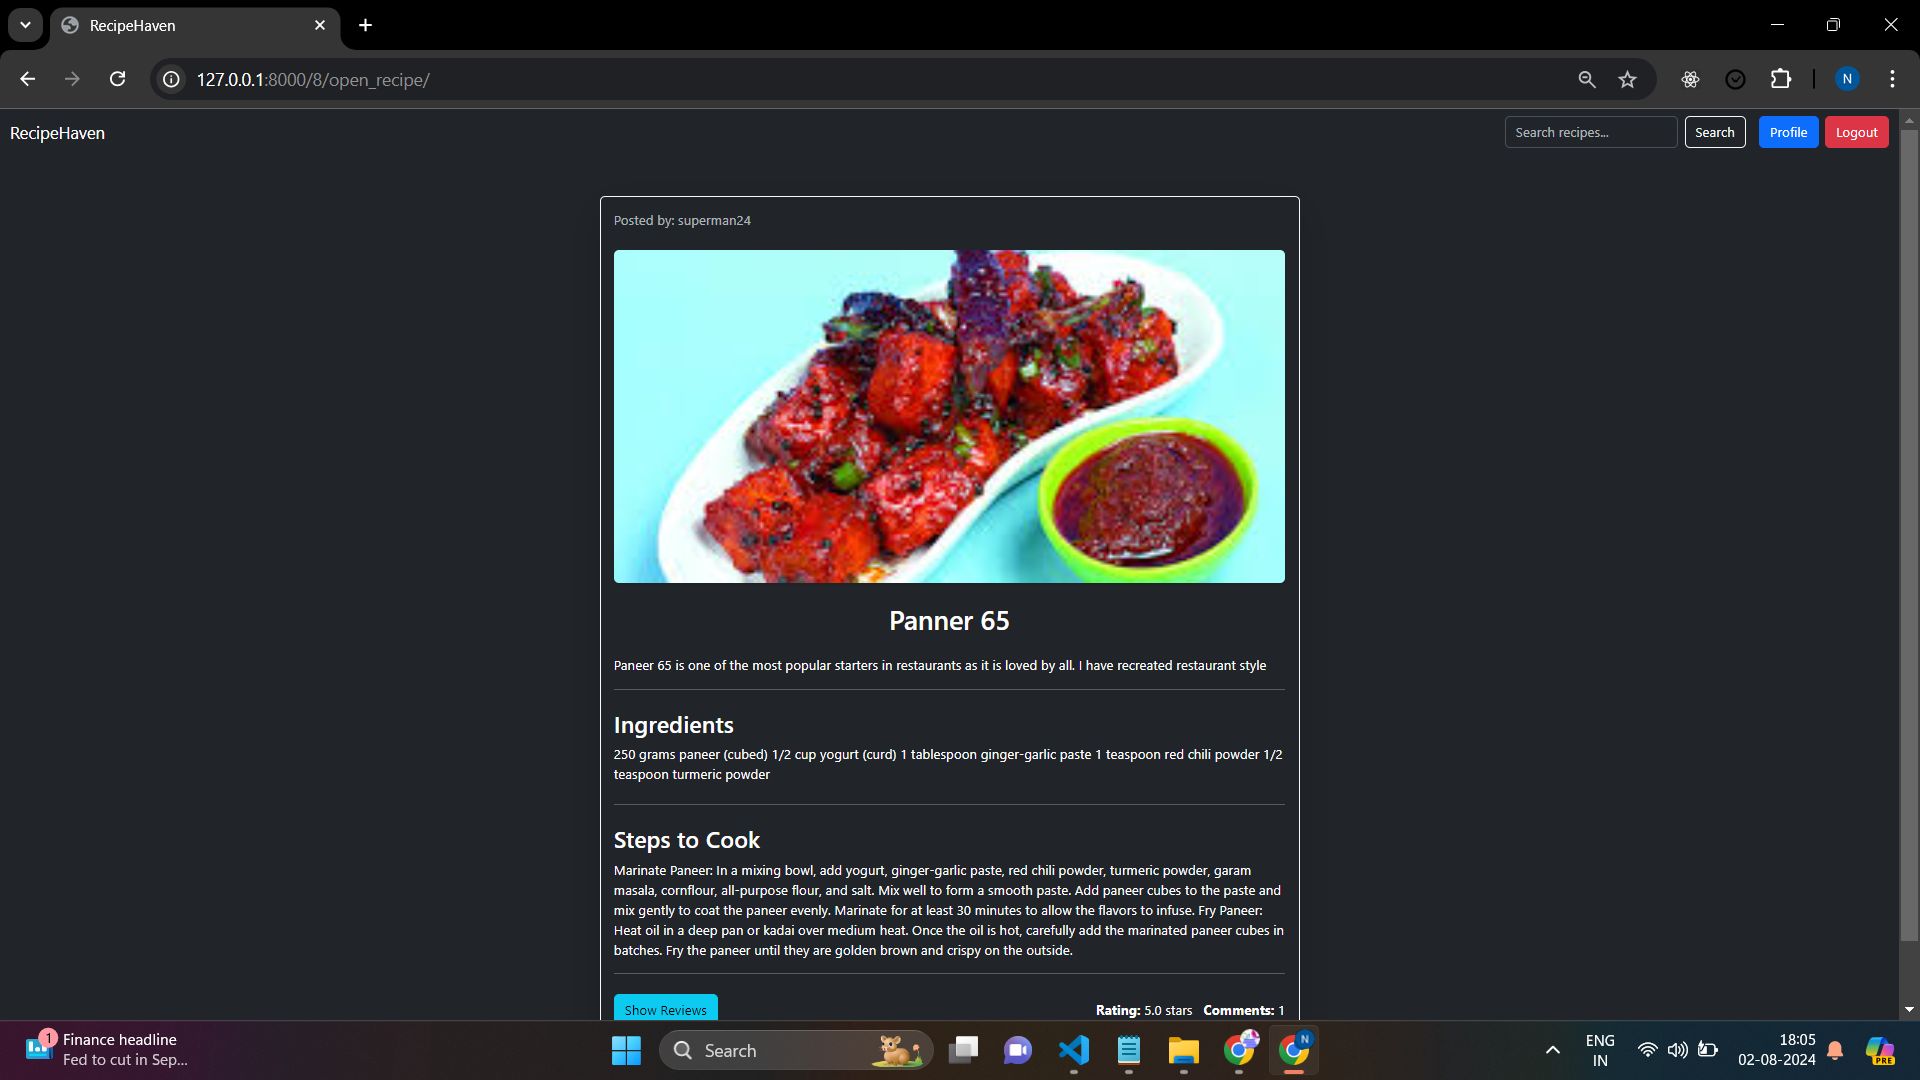 RecipeHaven
127.0.0.1:8000/8/open_recipe/
N
RecipeHaven
Search recipes...
Search
Profile
Logout
Posted by: superman24
Panner 65
Paneer 65 is one of the most popular starters in restaurants as it is loved by all. I have recreated restaurant style
Ingredients
250 grams paneer (cubed) 1/2 cup yogurt (curd) 1 tablespoon ginger-garlic paste 1 teaspoon red chili powder 1/2
teaspoon turmeric powder
Steps to Cook
Marinate Paneer: In a mixing bowl, add yogurt, ginger-garlic paste, red chili powder, turmeric powder, garam
masala, cornflour, all-purpose flour, and salt. Mix well to form a smooth paste. Add paneer cubes to the paste and
mix gently to coat the paneer evenly. Marinate for at least 30 minutes to allow the flavors to infuse. Fry Paneer:
Heat oil in a deep pan or kadai over medium heat. Once the oil is hot, carefully add the marinated paneer cubes in
batches. Fry the paneer until they are golden brown and crispy on the outside.
Show Reviews
Rating: 5.0 stars Comments: 1
1
Finance headline
Fed to cut in Sep...
Search
N
ENG
IN
18:05
02-08-2024
PRE